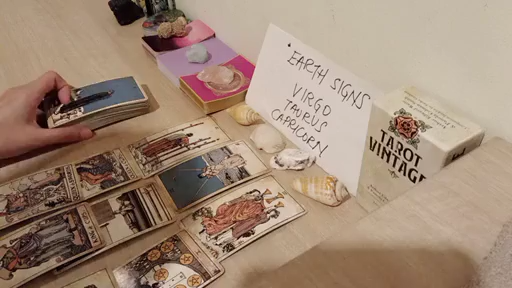 EARTH SIGNS
VIRGO
TAURUS
CAPRICORN
TAROT
VINTAGE